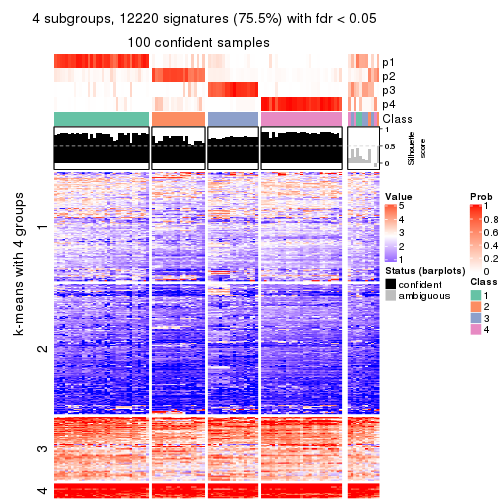 4 subgroups, 12220 signatures (75.5%) with fdr < 0.05
100 confident samples
p1
p2
p3
p4
Class
1
0.5
0
Silhouette
score
k-means with 4 groups
1
2
3
4
Value
5
4
3
2
1
Status (barplots)
confident
ambiguous
Prob
1
0.8
0.6
0.4
0.2
0
Class
1
2
3
4